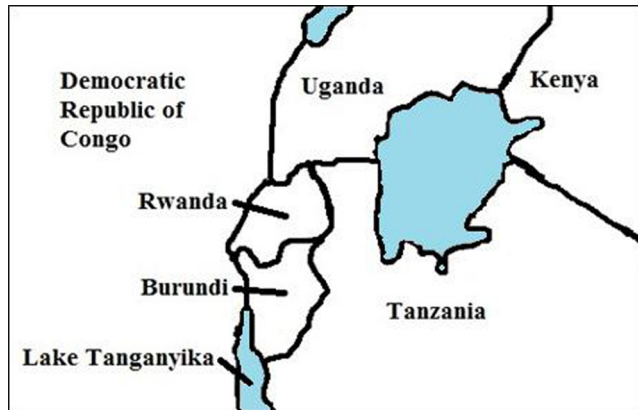 Democratic
Republic of
Congo
Uganda
Kenya
Rwanda
Burundi
Tanzania
Lake Tanganyika